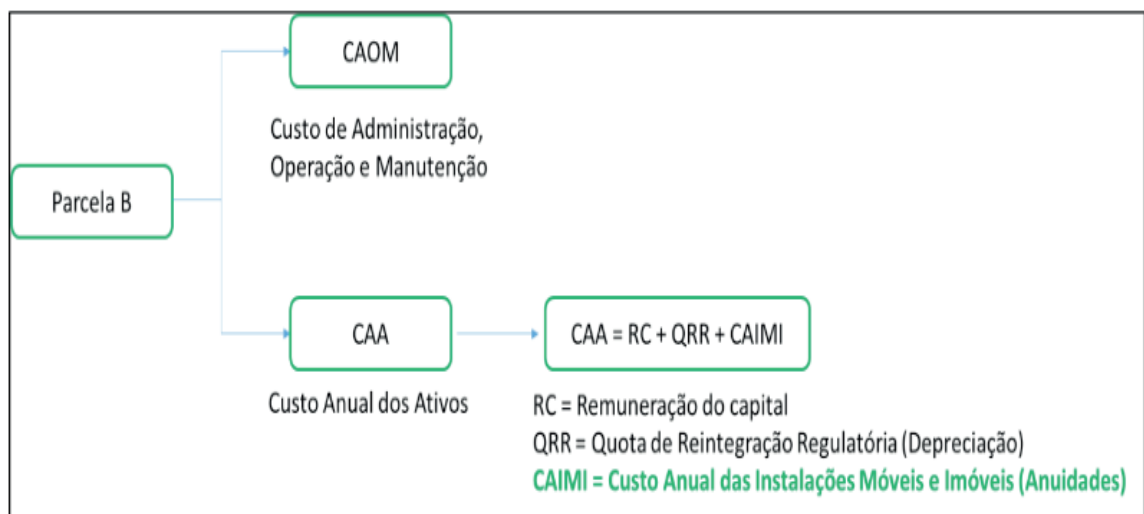 CAOM
Custo de Administração,
Operação e Manutenção
Parcela B
CAA
Custo Anual dos Ativos
CAA = RC + QRR + CAIMI
RC = Remuneração do capital
QRR = Quota de Reintegração Regulatória (Depreciação)
CAIMI = Custo Anual das Instalações Móveis e Imóveis (Anuidades)